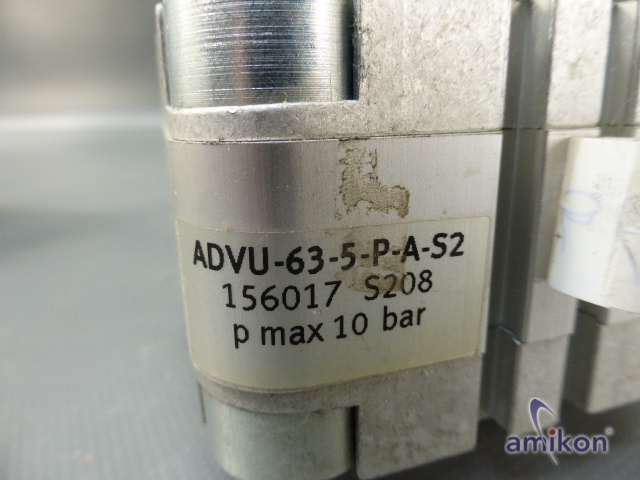 ADVU-63-5-P-A-S2
156017 S208
p max 10 bar
amikon